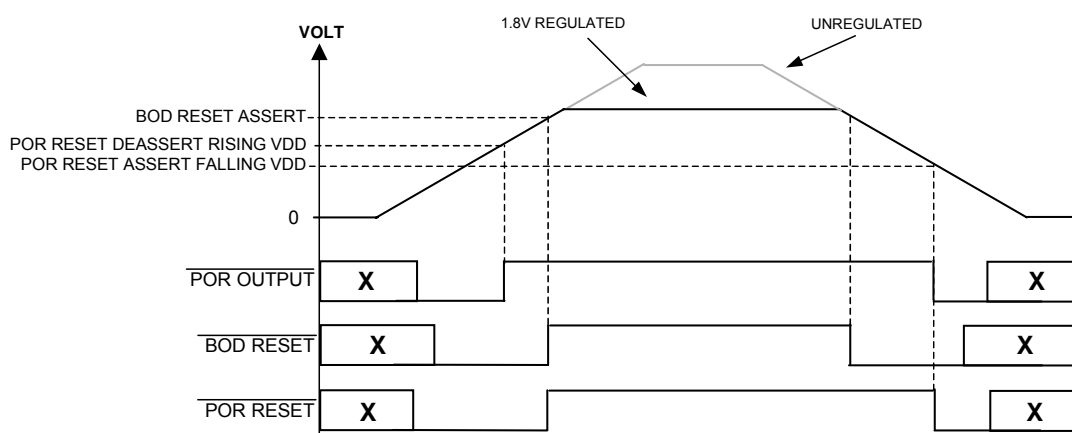 1.8V REGULATED
UNREGULATED
VOLT
BOD RESET ASSERT
POR RESET DEASSERT RISING VDD
POR RESET ASSERT FALLING VDD
0
POR OUTPUT
X
X
BOD RESET
X
X
POR RESET
X
X